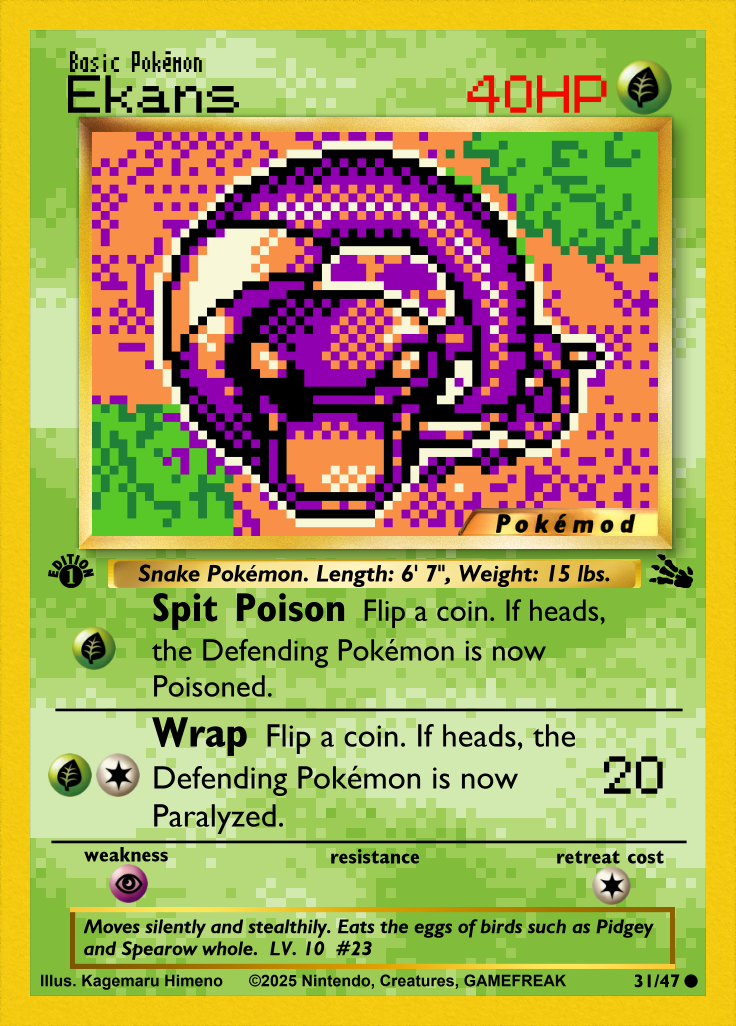 Basic Pokémon
Ekans 40HP
Pokémod
EDITION
1
Snake Pokémon. Length: 6' 7", Weight: 15 lbs.
Spit Poison Flip a coin. If heads,
the Defending Pokémon is now
Poisoned.
Wrap Flip a coin. If heads, the
Defending Pokémon is now 20
Paralyzed.
weakness resistance retreat cost
Moves silently and stealthily. Eats the eggs of birds such as Pidgey
and Spearow whole. LV. 10 #23
Illus. Kagemaru Himeno ©2025 Nintendo, Creatures, GAMEFREAK 31/47